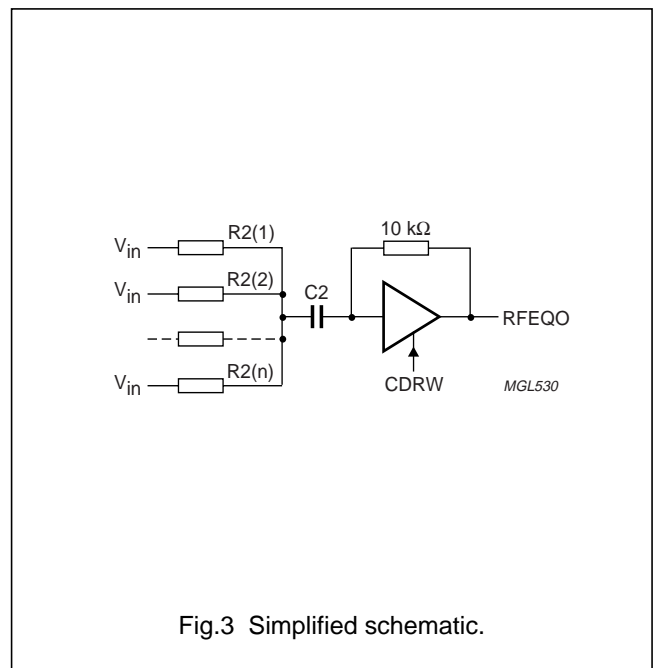 10 kΩ
Vin
R2(1)
Vin
R2(2)
C2
RFEQO
Vin
R2(n)
CDRW
MGL530
Fig.3 Simplified schematic.